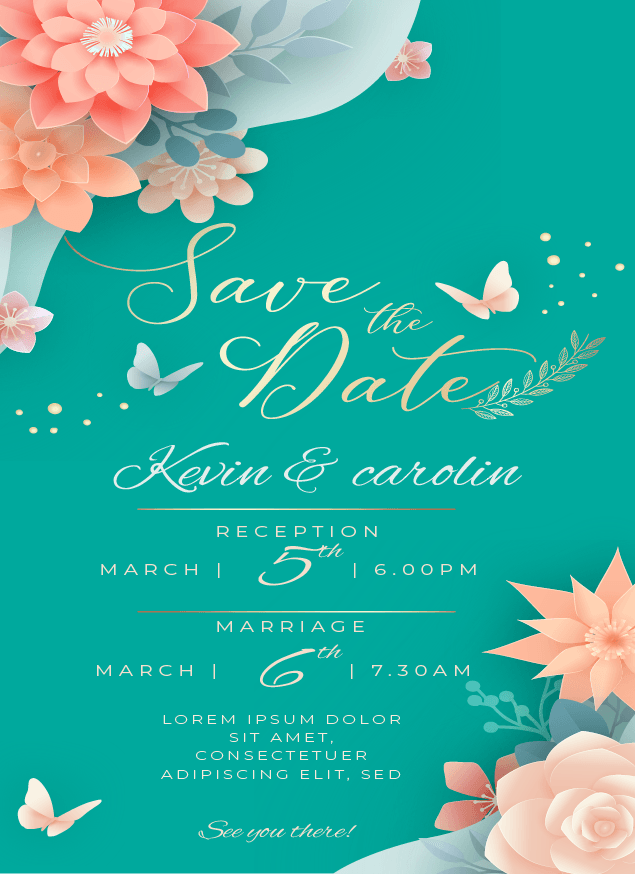 Save
the
Date
Kevin & carolin
RECEPTION
MARCH | 5th | 6.00PM
MARRIAGE
MARCH | 6th | 7.30AM
LOREM IPSUM DOLOR
SIT AMET,
CONSECTETUER
ADIPISCING ELIT, SED
See you there!